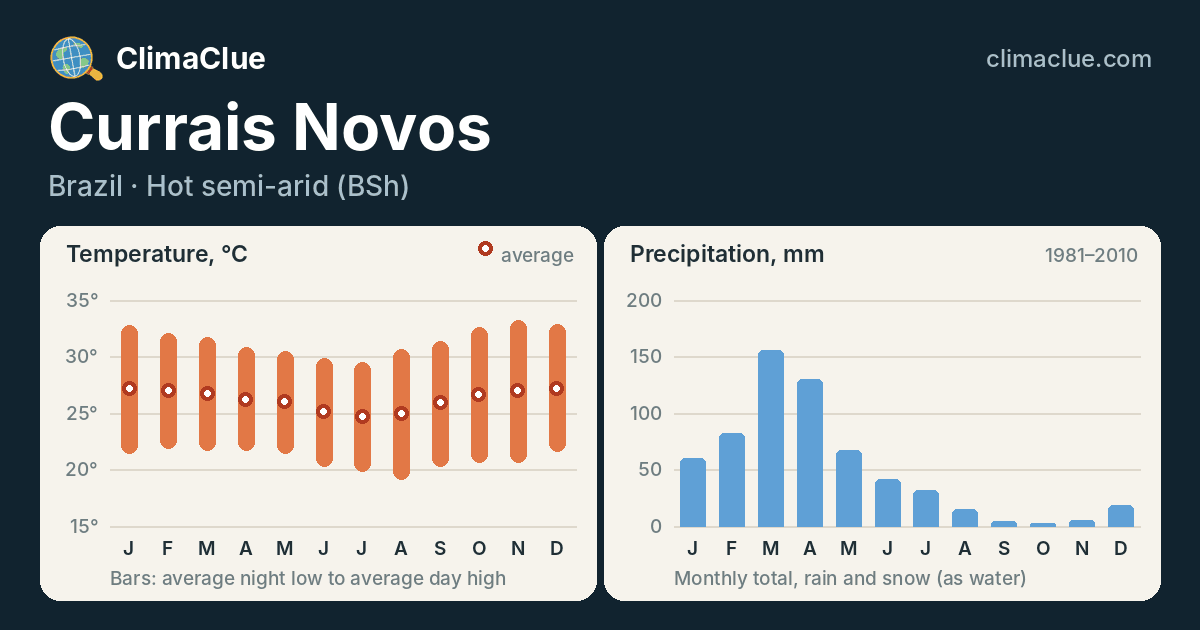 ClimaClue
climaclue.com
Currais Novos
Brazil · Hot semi-arid (BSh)
Temperature, °C
average
35°
30°
25°
20°
15°
J F M A M J J A S O N D
Bars: average night low to average day high
Precipitation, mm
1981–2010
200
150
100
50
0
J F M A M J J A S O N D
Monthly total, rain and snow (as water)